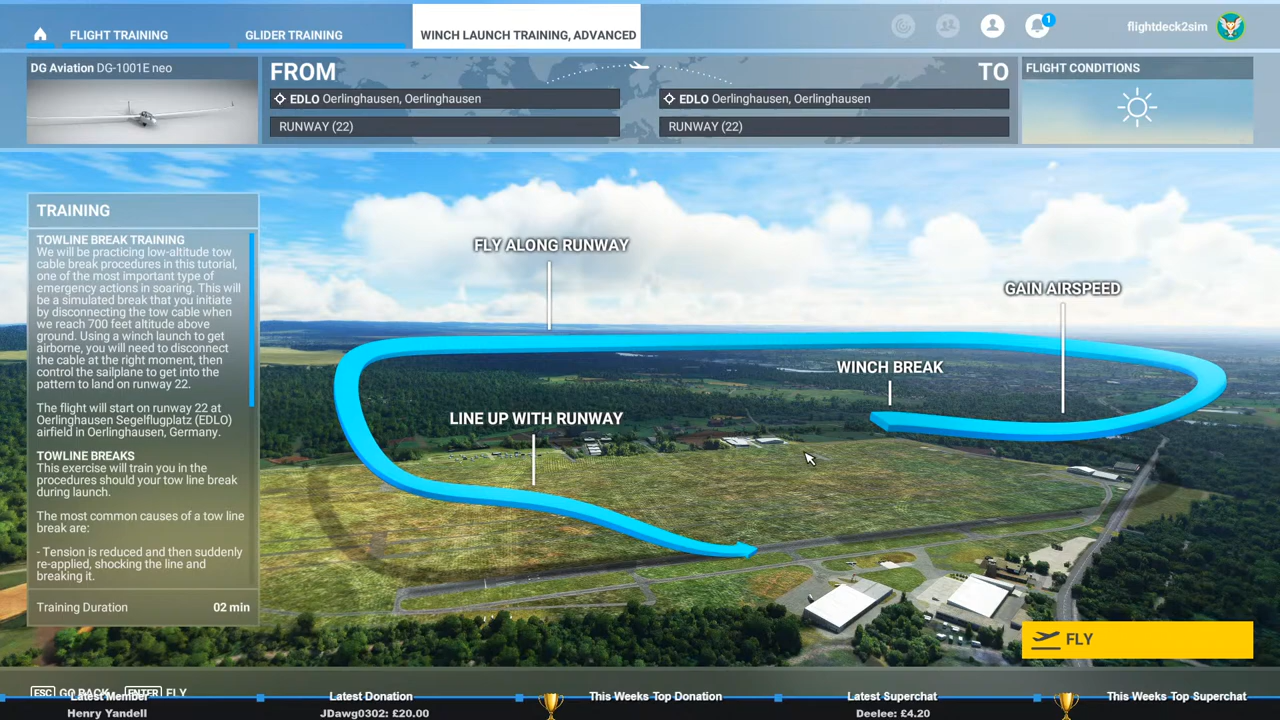 FLIGHT TRAINING
GLIDER TRAINING
WINCH LAUNCH TRAINING, ADVANCED
1
flightdeck2sim
DG Aviation DG-1001E neo
FROM
EDLO Oerlinghausen, Oerlinghausen
RUNWAY (22)
TO
EDLO Oerlinghausen, Oerlinghausen
RUNWAY (22)
FLIGHT CONDITIONS
TRAINING
TOWLINE BREAK TRAINING
We will be practicing low-altitude tow
cable break procedures in this tutorial,
one of the most important type of
emergency actions in soaring. This will
be a simulated break that you initiate
by disconnecting the tow cable when
we reach 700 feet altitude above
ground. Using a winch launch to get
airborne, you will need to disconnect
the cable at the right moment, then
control the sailplane to get into the
pattern to land on runway 22.
The flight will start on runway 22 at
Oerlinghausen Segelflugplatz (EDLO)
airfield in Oerlinghausen, Germany.
TOWLINE BREAKS
This exercise will train you in the
procedures should your tow line break
during launch.
The most common causes of a tow line
break are:
- Tension is reduced and then suddenly
re-applied, shocking the line and
breaking it.
Training Duration 02 min
FLY ALONG RUNWAY
GAIN AIRSPEED
WINCH BREAK
LINE UP WITH RUNWAY
FLY
ESC GO BACK ENTER FLY
Latest Member
Henry Yandell
Latest Donation
JDawg0302: £20.00
This Weeks Top Donation
Latest Superchat
Deelee: £4.20
This Weeks Top Superchat